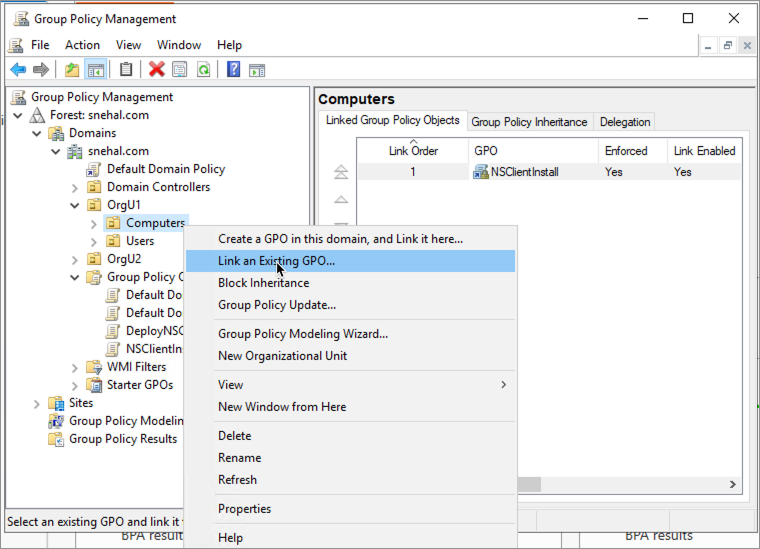 Group Policy Management
File Action View Window Help
Group Policy Management
Forest: snehal.com
Domains
snehal.com
Default Domain Policy
Domain Controllers
OrgU1
Computers
Users
OrgU2
Group Policy O
Default Do
Default Do
DeployNSC
NSClientIn
WMI Filters
Starter GPOs
Sites
Group Policy Modelin
Group Policy Results
Computers
Linked Group Policy Objects Group Policy Inheritance Delegation
Link Order GPO Enforced Link Enabled
1 NSClientInstall Yes Yes
Create a GPO in this domain, and Link it here...
Link an Existing GPO...
Block Inheritance
Group Policy Update...
Group Policy Modeling Wizard...
New Organizational Unit
View
New Window from Here
Delete
Rename
Refresh
Properties
Help
Select an existing GPO and link it
BPA results BPA results